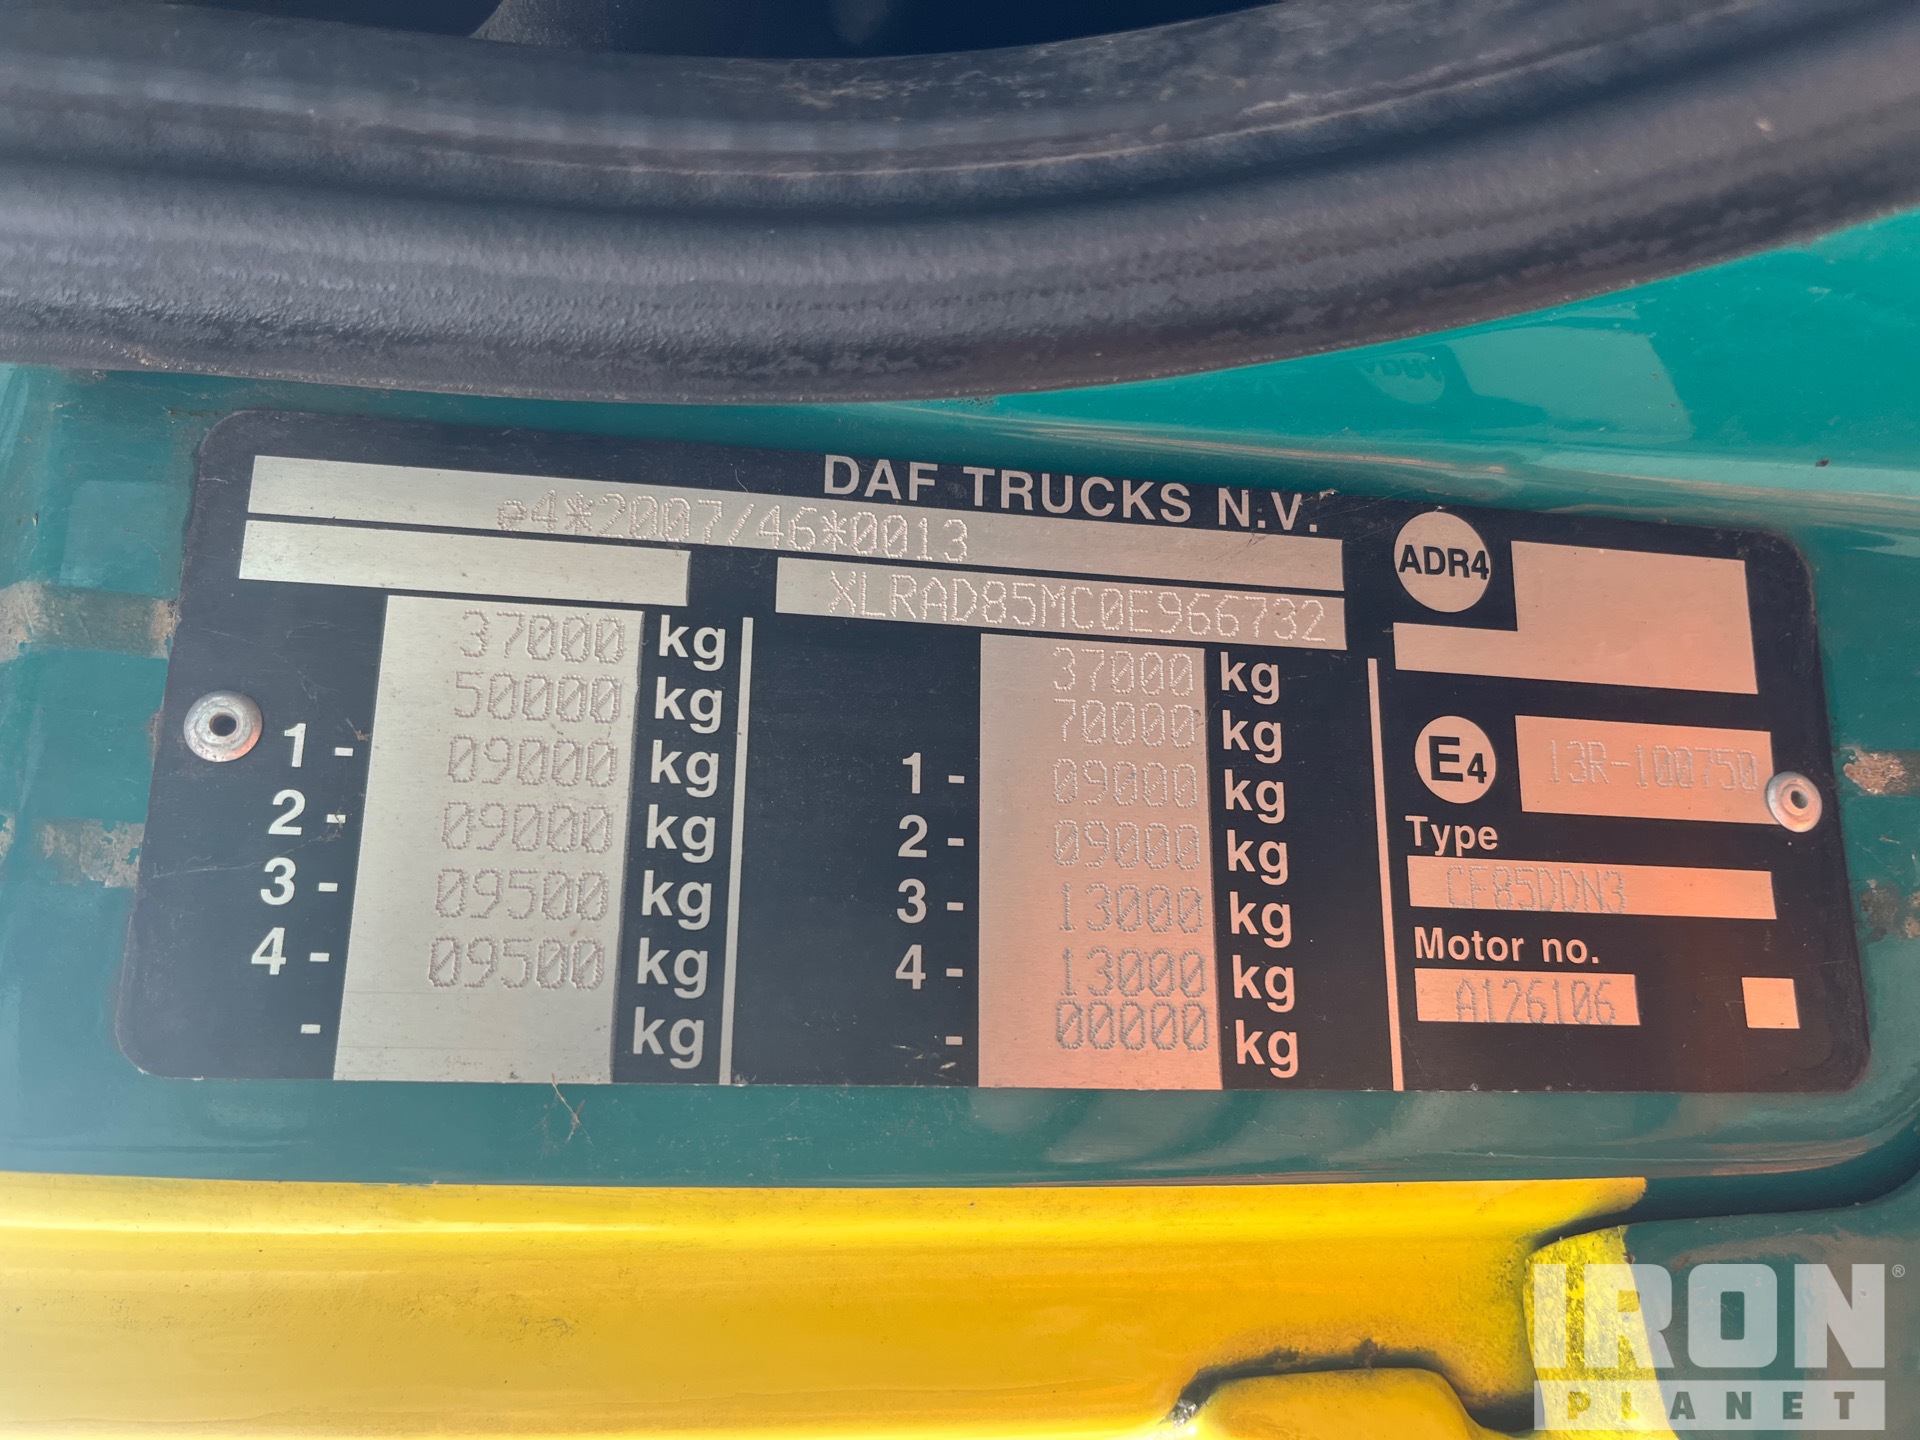 DAF TRUCKS N.V.
e4*2007/46*0013
XLRAD85MC0E966732
37000 kg
50000 kg
1- 09000 kg
2- 09000 kg
3- 09500 kg
4- 09500 kg
- kg
37000 kg
70000 kg
1- 09000 kg
2- 09000 kg
3- 13000 kg
4- 13000 kg
- 00000 kg
ADR4
E4 13R-100750
Type
CF85DDN3
Motor no.
A126106
IRON ®
PLANET